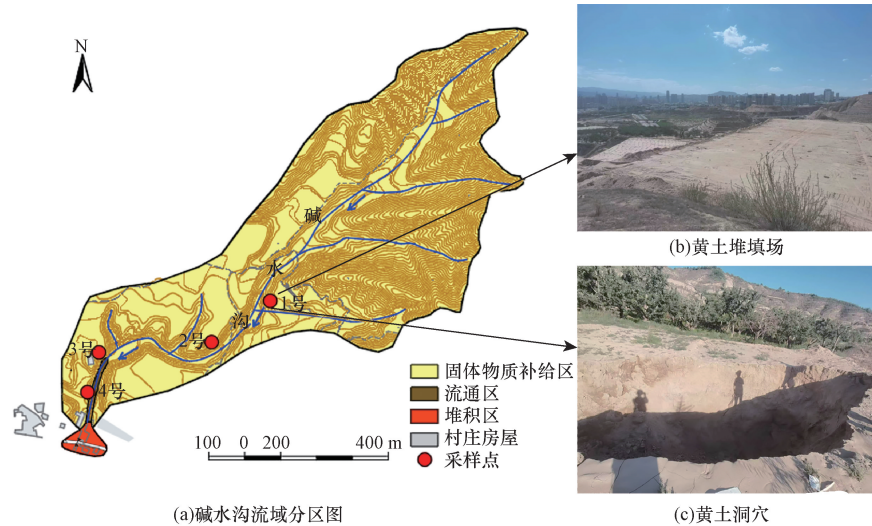 N
碱
水
沟
1号
2号
3号
4号
固体物质补给区
流通区
堆积区
村庄房屋
采样点
100 0 200 400 m
(a)碱水沟流域分区图
(b)黄土堆填场
(c)黄土洞穴